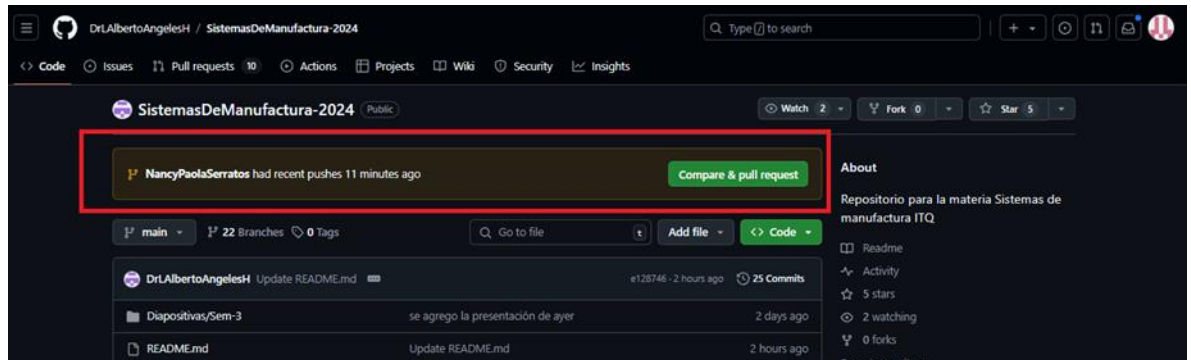 DrLAlbertoAngelesH / SistemasDeManufactura-2024
Type / to search
Code Issues Pull requests 10 Actions Projects Wiki Security Insights
SistemasDeManufactura-2024 Public
Watch 2 Fork 0 Star 5
NancyPaolaSerratos had recent pushes 11 minutes ago
Compare & pull request
About
Repositorio para la materia Sistemas de
manufactura ITQ
main 22 Branches 0 Tags Go to file t Add file Code
Readme
Activity
5 stars
2 watching
0 forks
DrLAlbertoAngelesH Update README.md e128746 · 2 hours ago 25 Commits
Diapositivas/Sem-3 se agrego la presentación de ayer 2 days ago
README.md Update README.md 2 hours ago